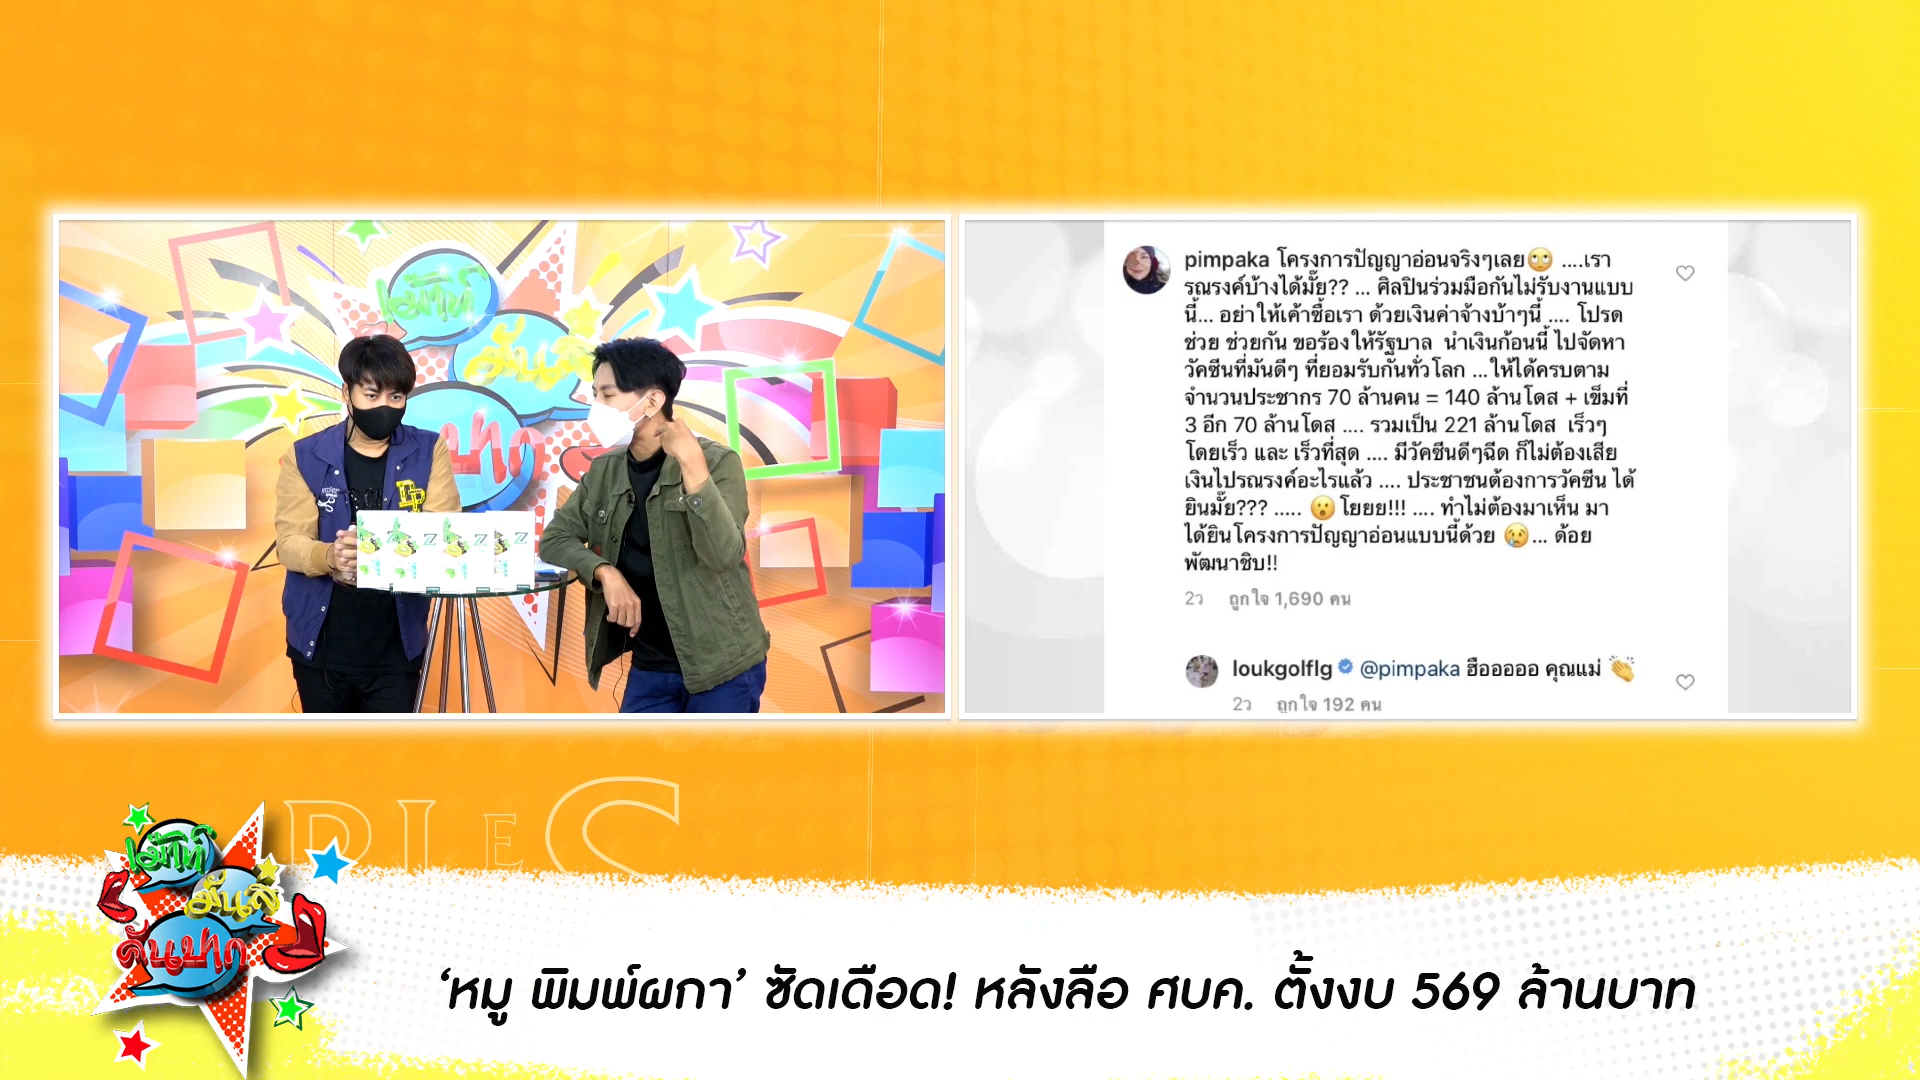 เม้าท์
มันส์
pimpaka โครงการปัญญาอ่อนจริงๆเลย🙄 ....เรา
รณรงค์บ้างได้มั๊ย?? ... ศิลปินร่วมมือกันไม่รับงานแบบ
นี้... อย่าให้เค้าซื้อเรา ด้วยเงินค่าจ้างบ้าๆนี้ .... โปรด
ช่วย ช่วยกัน ขอร้องให้รัฐบาล นำเงินก้อนนี้ ไปจัดหา
วัคซีนที่มันดีๆ ที่ยอมรับกันทั่วโลก ...ให้ได้ครบตาม
จำนวนประชากร 70 ล้านคน = 140 ล้านโดส + เข็มที่
3 อีก 70 ล้านโดส .... รวมเป็น 221 ล้านโดส เร็วๆ
โดยเร็ว และ เร็วที่สุด .... มีวัคซีนดีๆฉีด ก็ไม่ต้องเสีย
เงินไปรณรงค์อะไรแล้ว .... ประชาชนต้องการวัคซีน ได้
ยินมั๊ย??? ..... 😮 โยยย!!! .... ทำไม่ต้องมาเห็น มา
ได้ยินโครงการปัญญาอ่อนแบบนี้ด้วย 😢... ด้อย
พัฒนาชิบ!!
2ว ถูกใจ 1,690 คน
loukgolflg @pimpaka ฮืออออออ คุณแม่ 👏
2ว ถูกใจ 192 คน
เม้าท์
มันส์
คันปาก
‘หมู พิมพ์ผกา’ ซัดเดือด! หลังลือ ศบค. ตั้งงบ 569 ล้านบาท